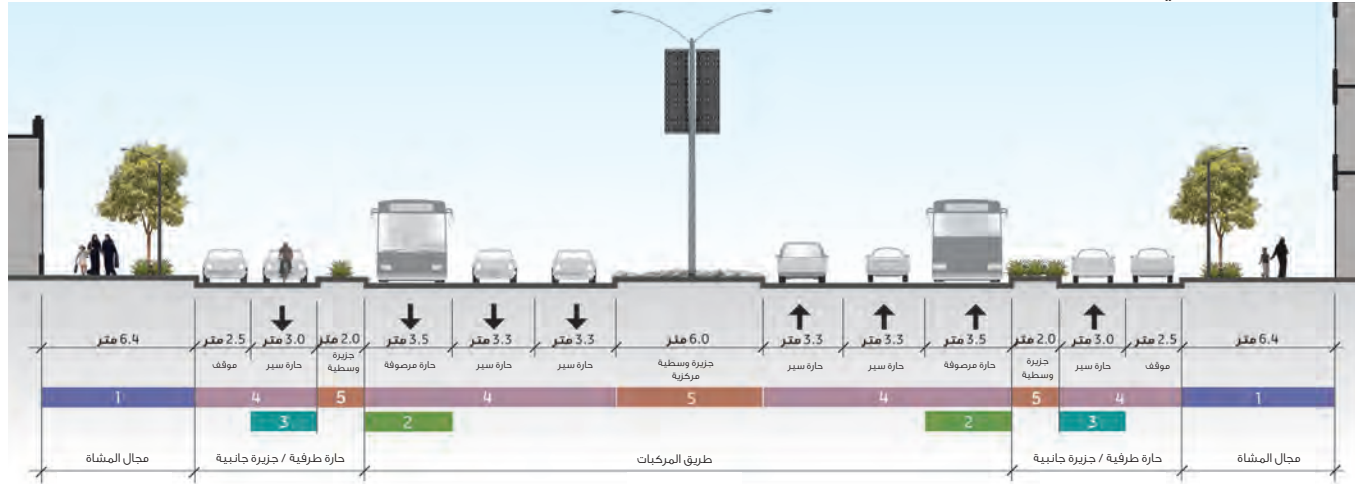 6.4 متر
2.5 متر
3.0 متر
2.0 متر
3.5 متر
3.3 متر
3.3 متر
6.0 متر
3.3 متر
3.3 متر
3.5 متر
2.0 متر
3.0 متر
2.5 متر
6.4 متر
موقف
حارة سير
جزيرة
وسطية
حارة مرصوفة
حارة سير
حارة سير
جزيرة وسطية
مركزية
حارة سير
حارة سير
حارة مرصوفة
جزيرة
وسطية
حارة سير
موقف
1
4
5
4
5
4
5
4
1
3
2
2
3
مجال المشاة
حارة طرفية / جزيرة جانبية
طريق المركبات
حارة طرفية / جزيرة جانبية
مجال المشاة